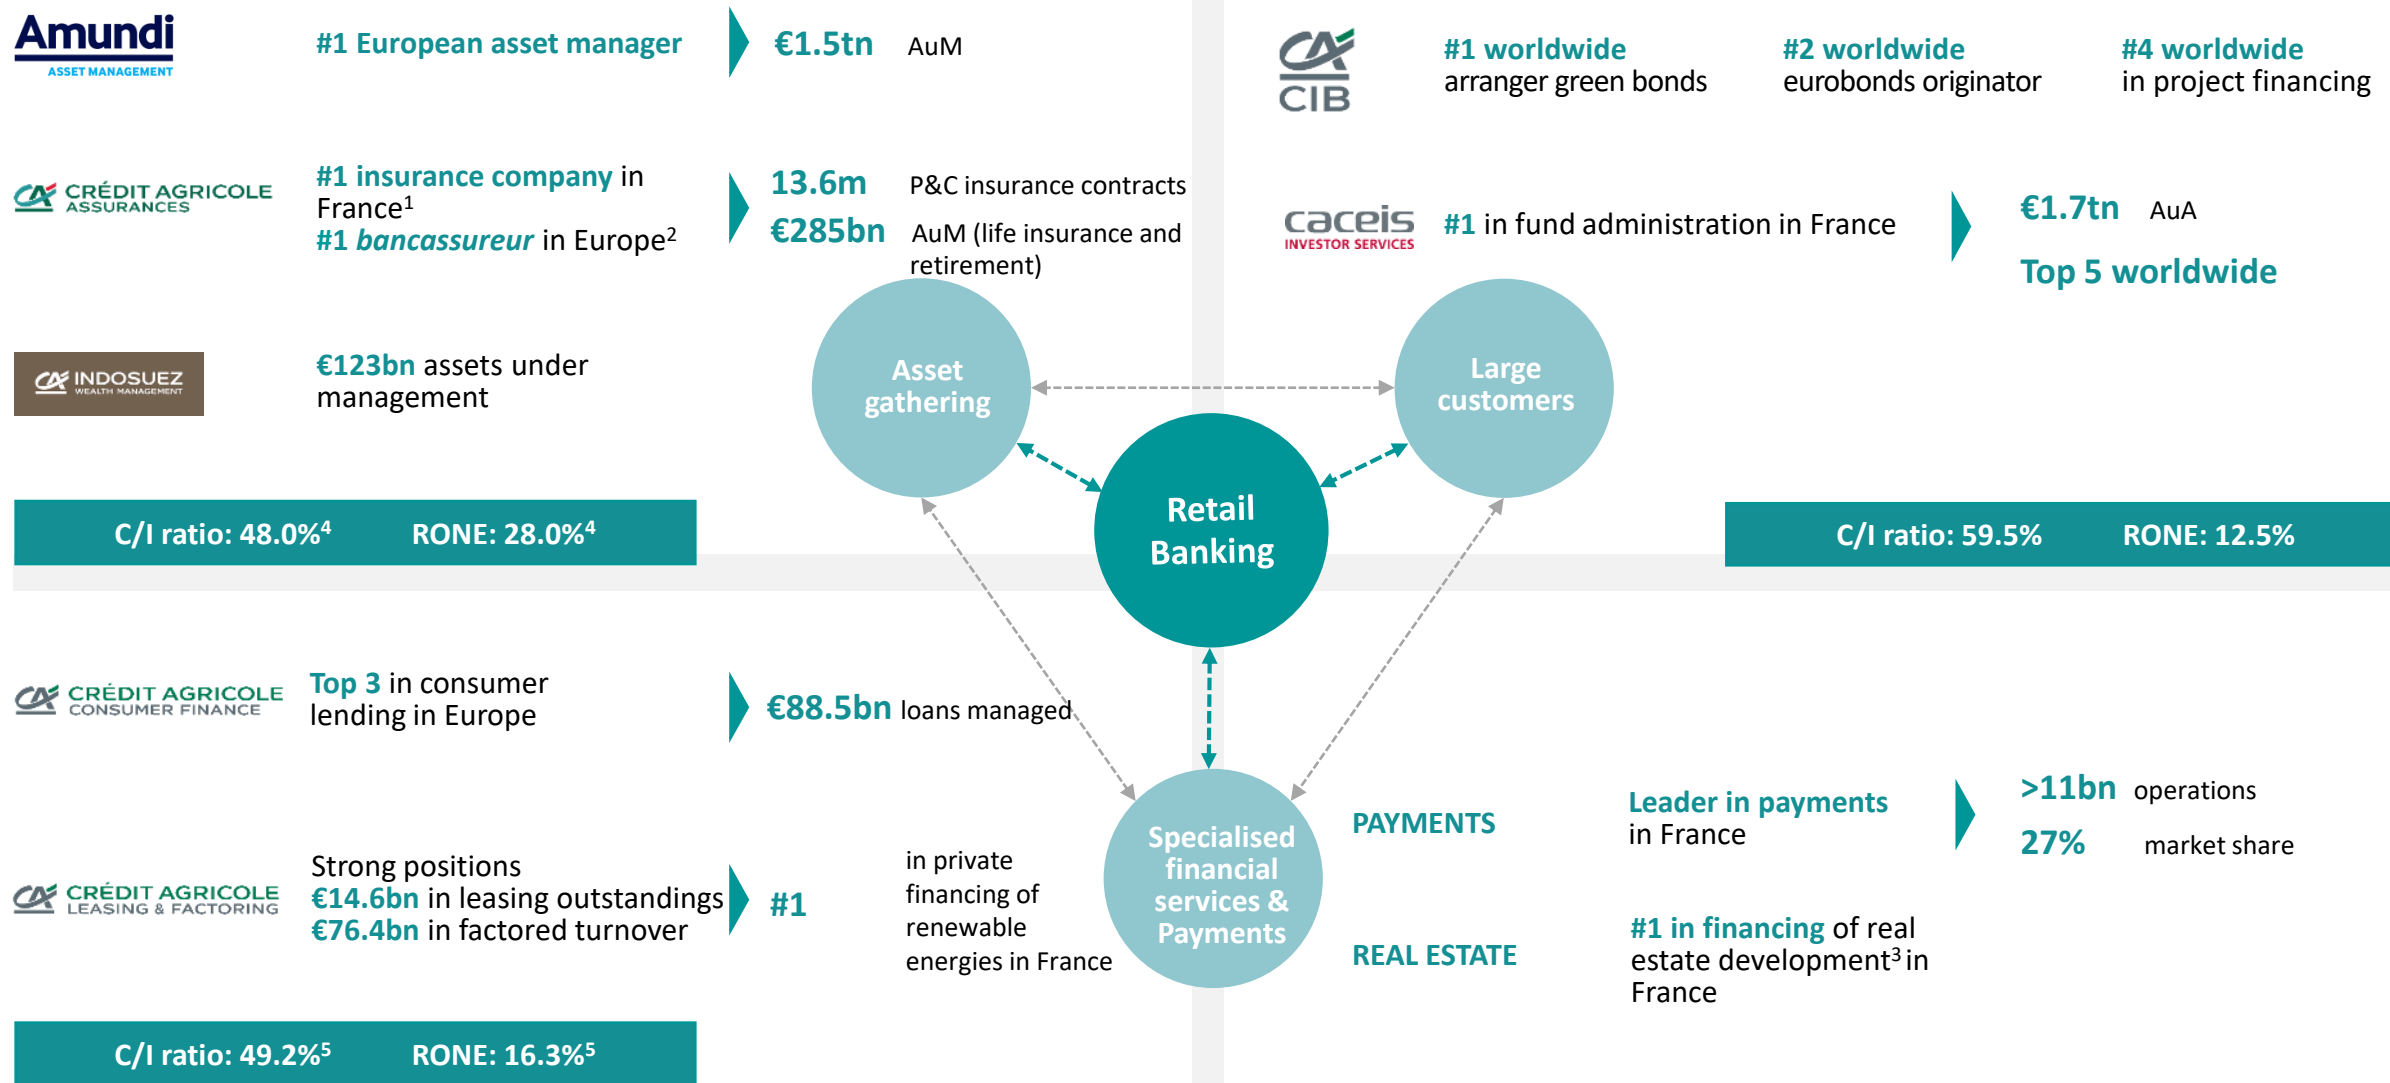 Amundi
ASSET MANAGEMENT
#1 European asset manager
€1.5tn AuM
CRÉDIT AGRICOLE
ASSURANCES
#1 insurance company in
France1
#1 bancassureur in Europe2
13.6m P&C insurance contracts
€285bn AuM (life insurance and
retirement)
INDOSUEZ
WEALTH MANAGEMENT
€123bn assets under
management
C/I ratio: 48.0%4 RONE: 28.0%4
CA
CIB
#1 worldwide
arranger green bonds
#2 worldwide
eurobonds originator
#4 worldwide
in project financing
caceis
INVESTOR SERVICES
#1 in fund administration in France
€1.7tn AuA
Top 5 worldwide
C/I ratio: 59.5% RONE: 12.5%
Asset
gathering
Large
customers
Retail
Banking
Specialised
financial
services &
Payments
CRÉDIT AGRICOLE
CONSUMER FINANCE
Top 3 in consumer
lending in Europe
€88.5bn loans managed
CRÉDIT AGRICOLE
LEASING & FACTORING
Strong positions
€14.6bn in leasing outstandings
€76.4bn in factored turnover
#1
in private
financing of
renewable
energies in France
C/I ratio: 49.2%5 RONE: 16.3%5
PAYMENTS
Leader in payments
in France
>11bn operations
27% market share
REAL ESTATE
#1 in financing of real
estate development3 in
France